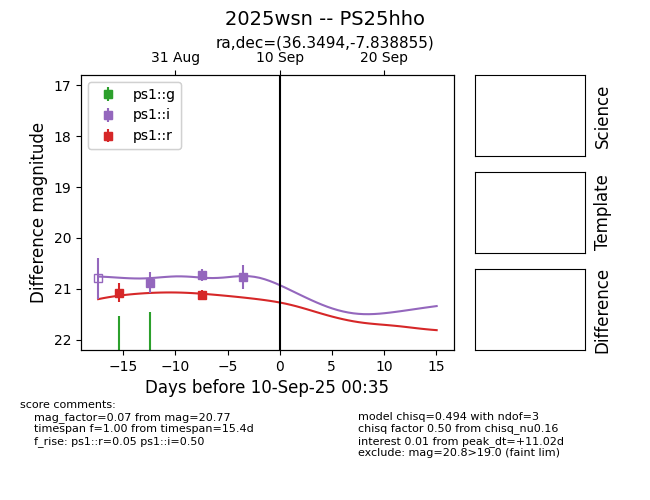 2025wsn -- PS25hho
ra,dec=(36.3494,-7.838855)
31 Aug 10 Sep 20 Sep
ps1::g
ps1::i
ps1::r
17
18
19
20
21
22
Difference magnitude
−15 −10 −5 0 5 10 15
Days before 10-Sep-25 00:35
Science
Template
Difference
score comments:
mag_factor=0.07 from mag=20.77
timespan f=1.00 from timespan=15.4d
f_rise: ps1::r=0.05 ps1::i=0.50
model chisq=0.494 with ndof=3
chisq factor 0.50 from chisq_nu0.16
interest 0.01 from peak_dt=+11.02d
exclude: mag=20.8>19.0 (faint lim)